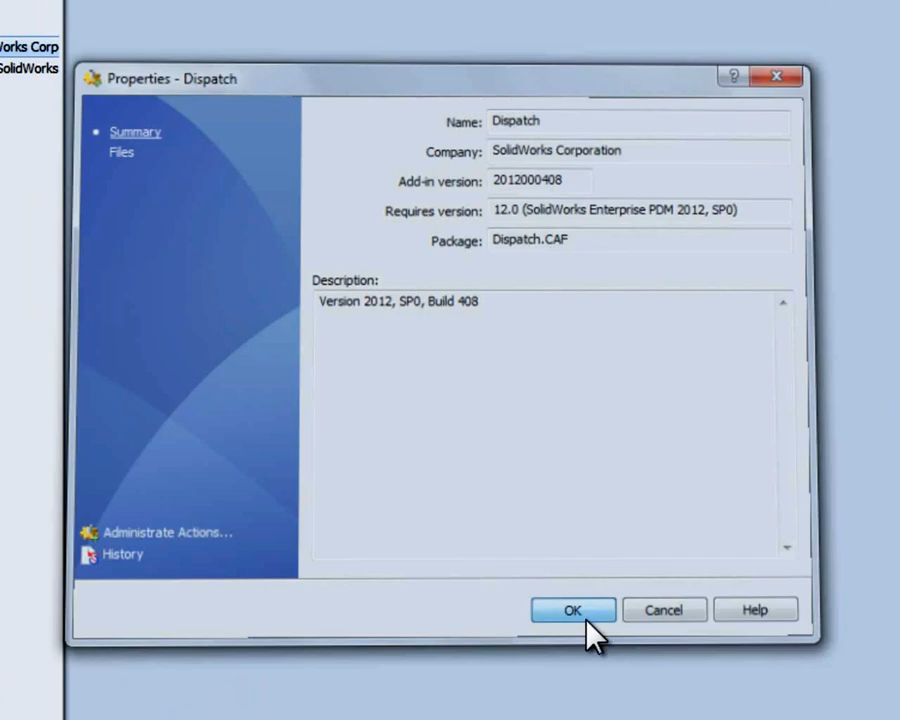 Works Corp
SolidWorks
Properties - Dispatch
?
Summary
Files
Name: Dispatch
Company: SolidWorks Corporation
Add-in version: 2012000408
Requires version: 12.0 (SolidWorks Enterprise PDM 2012, SP0)
Package: Dispatch.CAF
Description:
Version 2012, SP0, Build 408
Administrate Actions...
History
OK Cancel Help